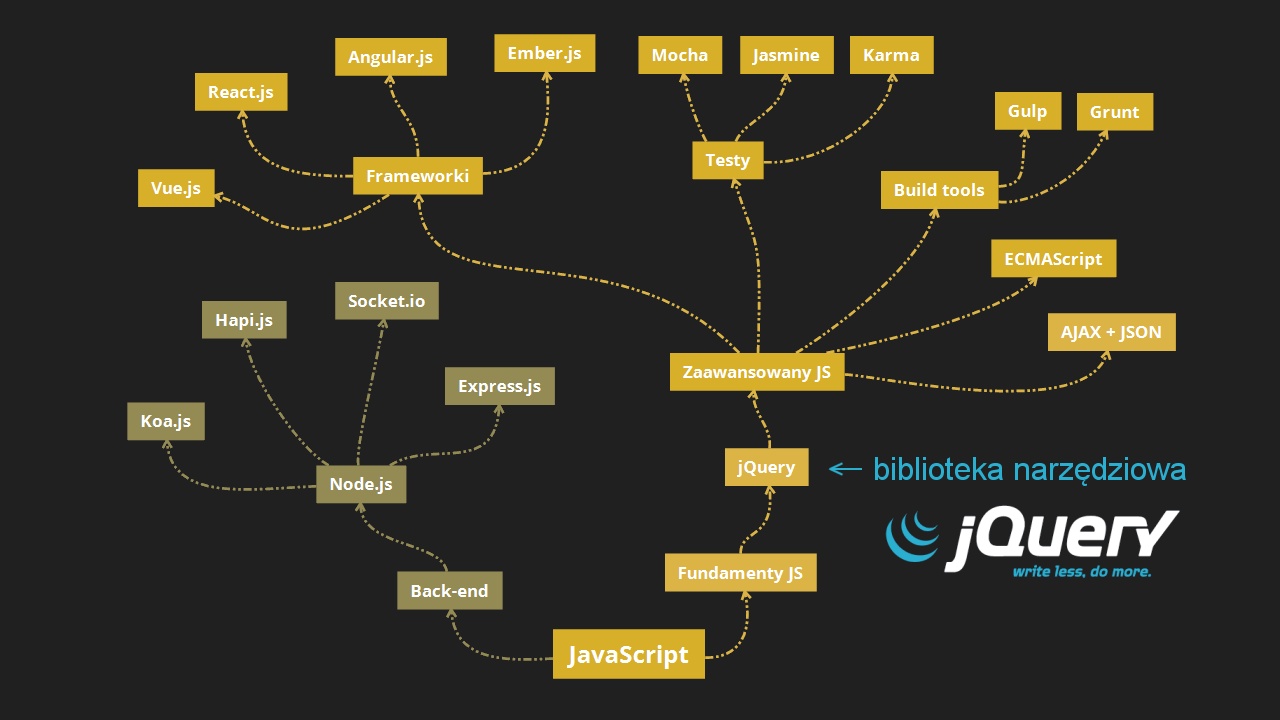 Ember.js
Angular.js
React.js
Frameworki
Vue.js
Mocha
Jasmine
Karma
Testy
Gulp
Grunt
Build tools
ECMAScript
AJAX + JSON
Zaawansowany JS
Socket.io
Hapi.js
Express.js
Koa.js
Node.js
Back-end
jQuery
biblioteka narzędziowa
jQuery
write less, do more.
Fundamenty JS
JavaScript